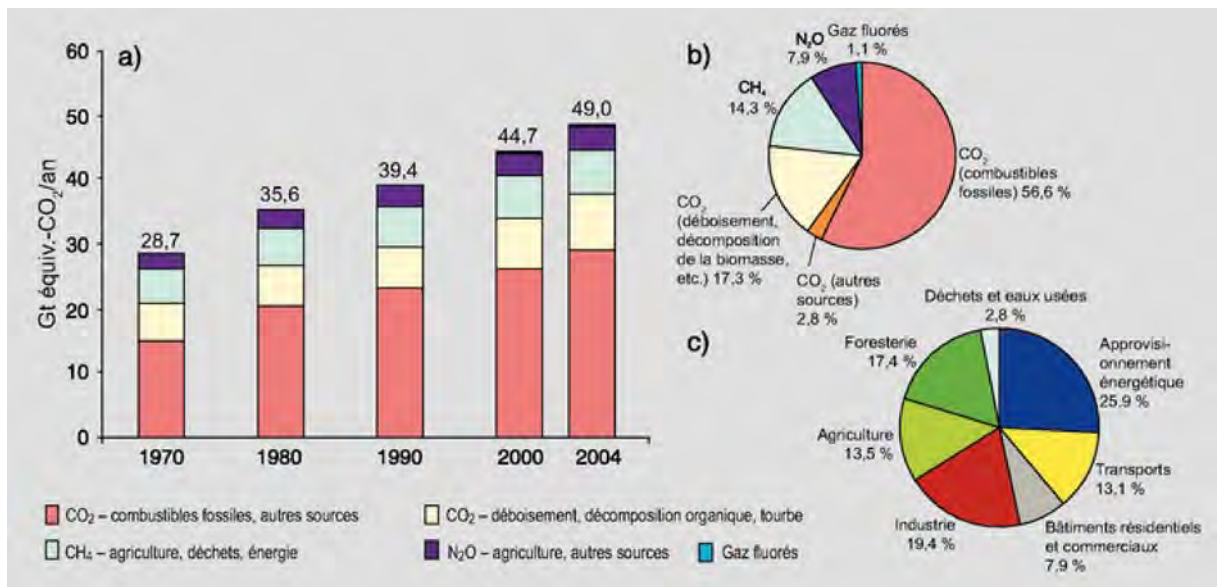 a)
Gt équiv.-CO₂/an
60
50
40
30
20
10
0
28,7
35,6
39,4
44,7
49,0
1970
1980
1990
2000
2004
CO₂ – combustibles fossiles, autres sources
CO₂ – déboisement, décomposition organique, tourbe
CH₄ – agriculture, déchets, énergie
N₂O – agriculture, autres sources
Gaz fluorés
b)
Gaz fluorés
1,1 %
N₂O
7,9 %
CH₄
14,3 %
CO₂
(combustibles
fossiles) 56,6 %
CO₂
(déboisement,
décomposition
de la biomasse,
etc.) 17,3 %
CO₂ (autres
sources)
2,8 %
c)
Déchets et eaux usées
2,8 %
Foresterie
17,4 %
Approvisi-
onnement
énergétique
25,9 %
Agriculture
13,5 %
Transports
13,1 %
Industrie
19,4 %
Bâtiments résidentiels
et commerciaux
7,9 %